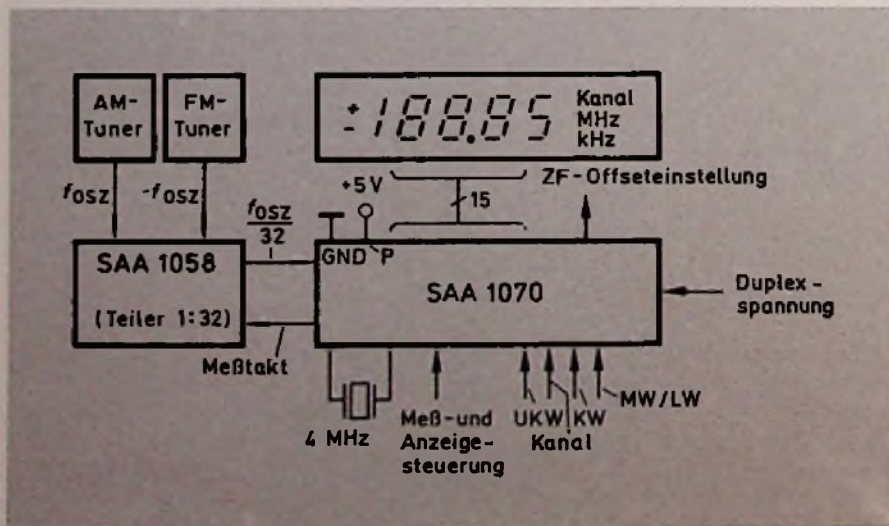 AM-
Tuner
FM-
Tuner
± 188.85
Kanal
MHz
kHz
fosz
-fosz
fosz
32
+5V
15
ZF-Offseteinstellung
GND P
SAA 1058
(Teiler 1:32)
SAA 1070
Duplex-
spannung
Meßtakt
4 MHz
Meß-und
Anzeige-
steuerung
UKW
KW
MW/LW
Kanal